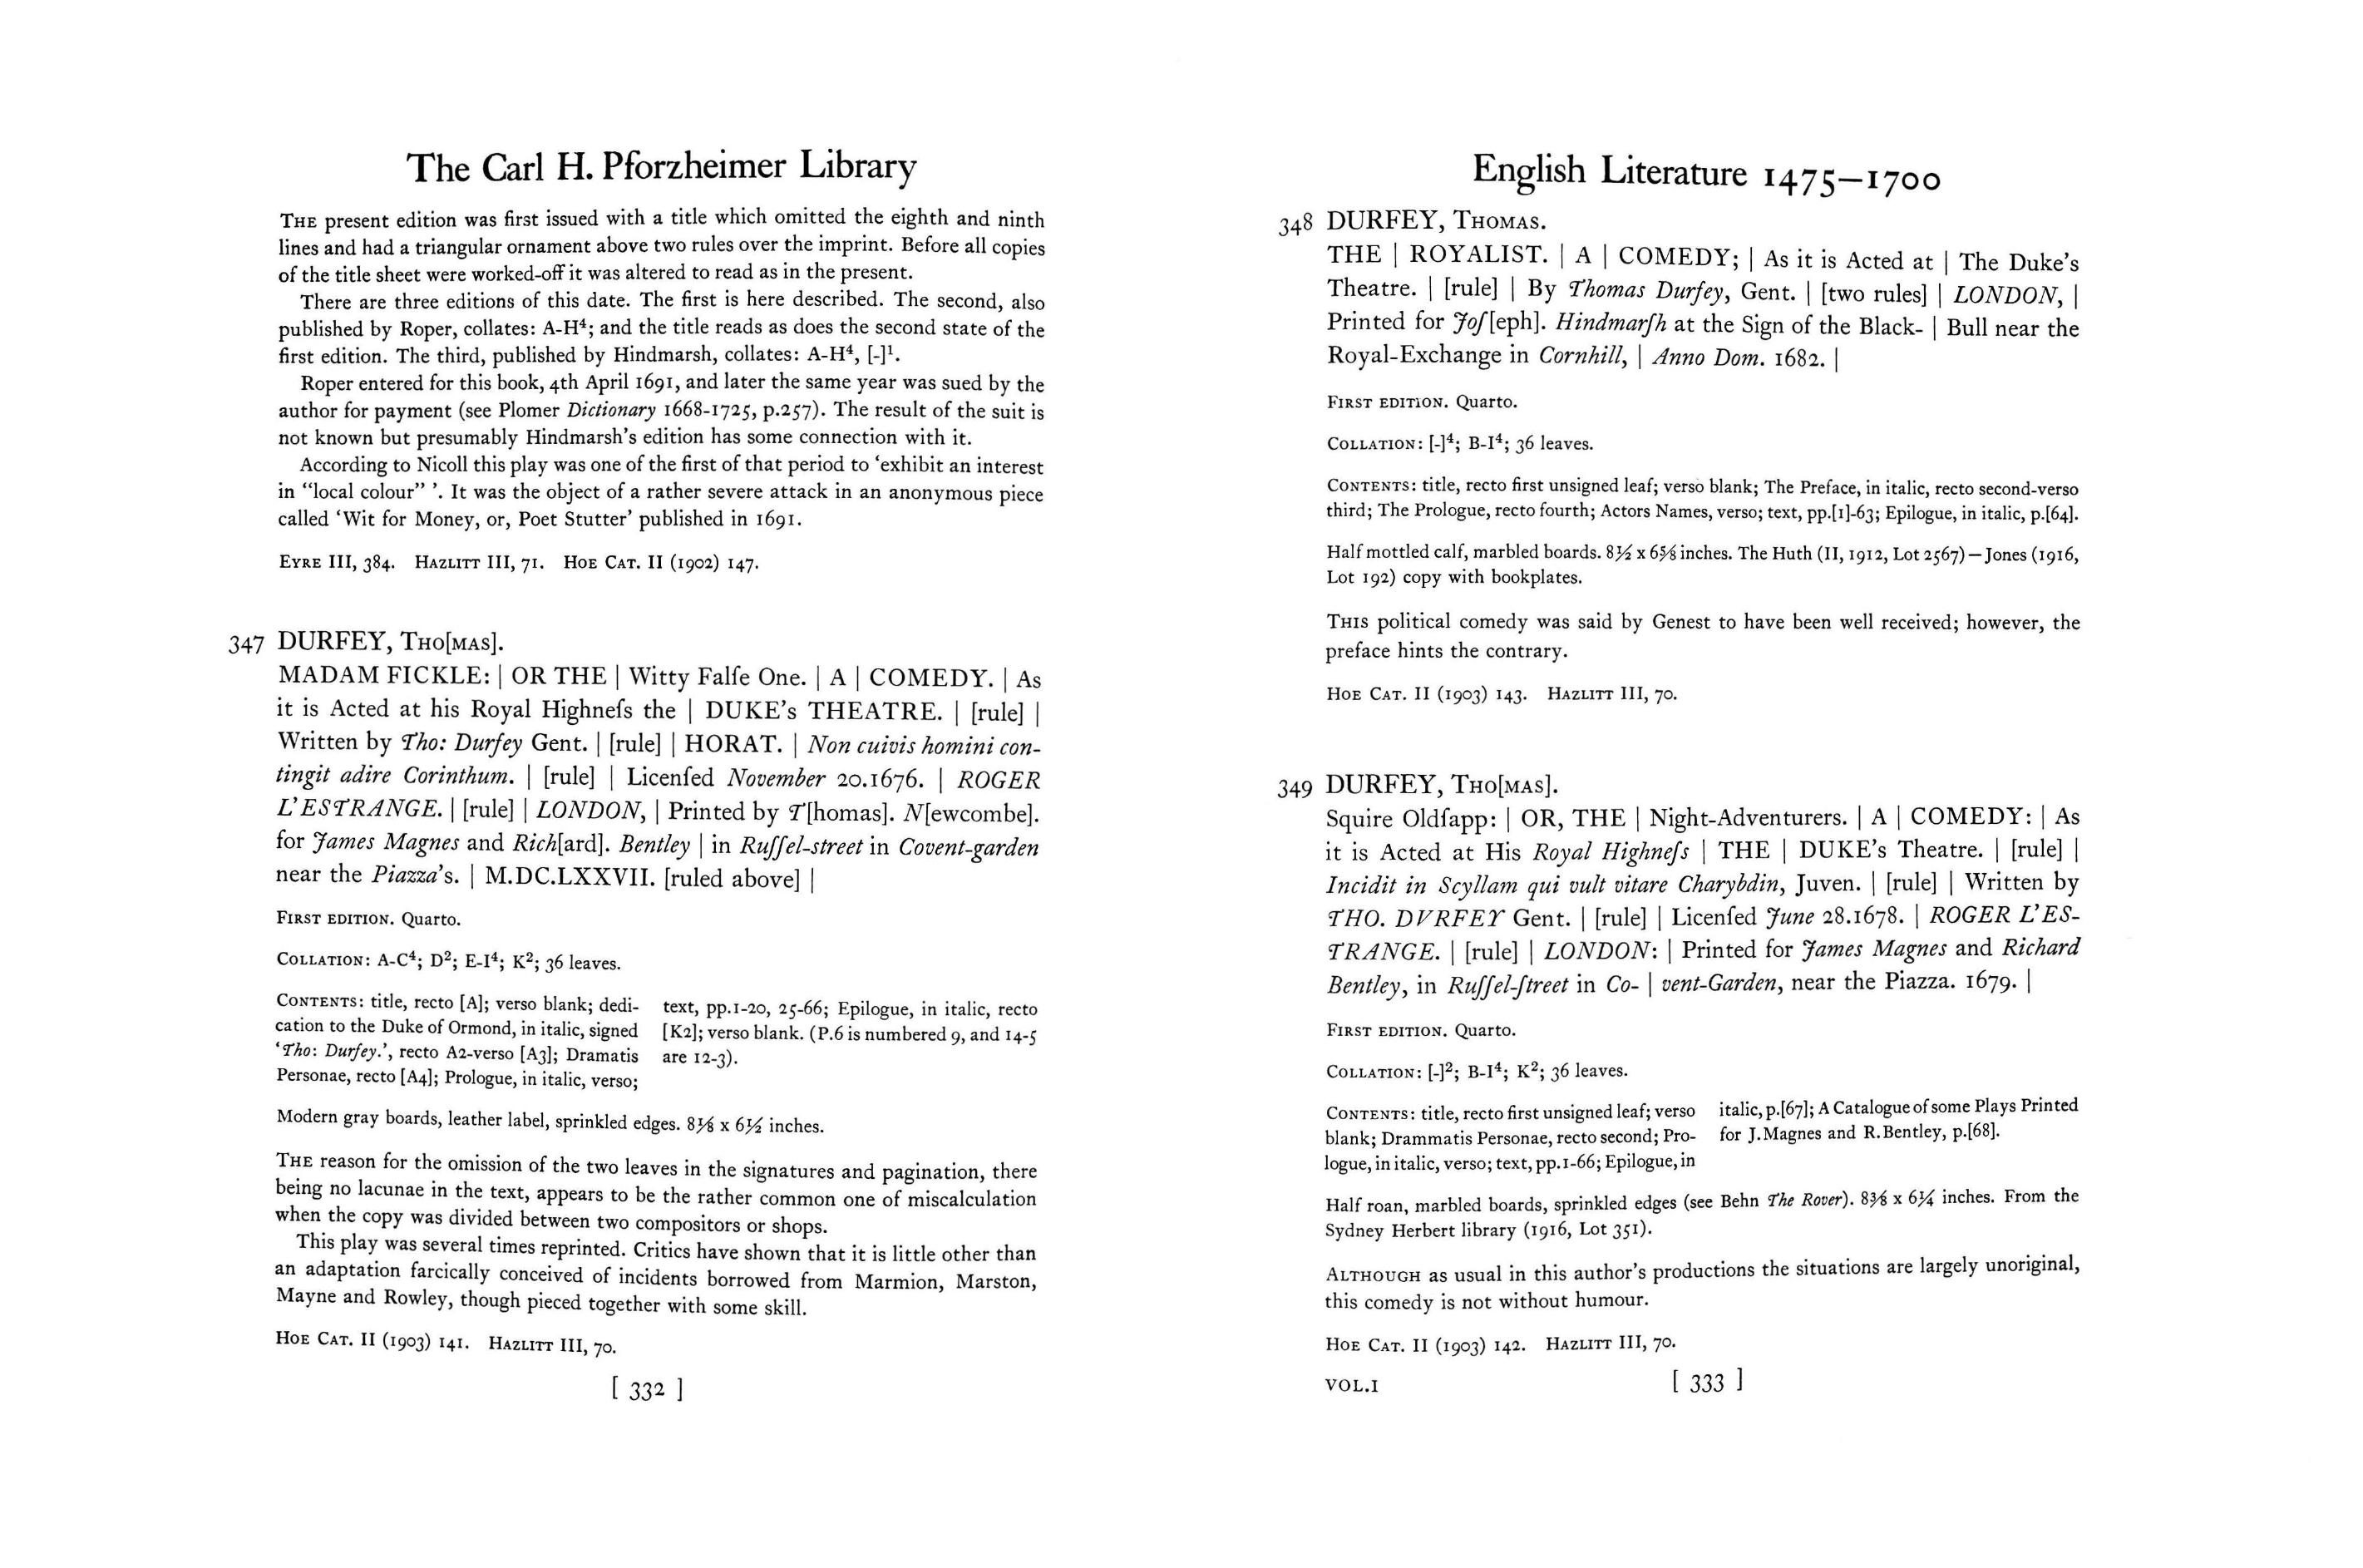 The Carl H. Pforzheimer Library
THE present edition was first issued with a title which omitted the eighth and ninth
lines and had a triangular ornament above two rules over the imprint. Before all copies
of the title sheet were worked-off it was altered to read as in the present.
There are three editions of this date. The first is here described. The second, also
published by Roper, collates: A-H⁴; and the title reads as does the second state of the
first edition. The third, published by Hindmarsh, collates: A-H⁴, [-]¹.
Roper entered for this book, 4th April 1691, and later the same year was sued by the
author for payment (see Plomer Dictionary 1668-1725, p.257). The result of the suit is
not known but presumably Hindmarsh's edition has some connection with it.
According to Nicoll this play was one of the first of that period to ‘exhibit an interest
in “local colour” ’. It was the object of a rather severe attack in an anonymous piece
called ‘Wit for Money, or, Poet Stutter’ published in 1691.
EYRE III, 384. HAZLITT III, 71. HOE CAT. II (1902) 147.
347 DURFEY, THO[MAS].
MADAM FICKLE: | OR THE | Witty Falſe One. | A | COMEDY. | As
it is Acted at his Royal Highneſs the | DUKE's THEATRE. | [rule] |
Written by Tho: Durfey Gent. | [rule] | HORAT. | Non cuivis homini con-
tingit adire Corinthum. | [rule] | Licenſed November 20.1676. | ROGER
L'ESTRANGE. | [rule] | LONDON, | Printed by T[homas]. N[ewcombe].
for James Magnes and Rich[ard]. Bentley | in Ruſſel-street in Covent-garden
near the Piazza's. | M.DC.LXXVII. [ruled above] |
FIRST EDITION. Quarto.
COLLATION: A-C⁴; D²; E-I⁴; K²; 36 leaves.
CONTENTS: title, recto [A]; verso blank; dedi-
cation to the Duke of Ormond, in italic, signed
‘Tho: Durfey.’, recto A2-verso [A3]; Dramatis
Personae, recto [A4]; Prologue, in italic, verso;
text, pp.1-20, 25-66; Epilogue, in italic, recto
[K2]; verso blank. (P.6 is numbered 9, and 14-5
are 12-3).
Modern gray boards, leather label, sprinkled edges. 8⅛ x 6½ inches.
THE reason for the omission of the two leaves in the signatures and pagination, there
being no lacunae in the text, appears to be the rather common one of miscalculation
when the copy was divided between two compositors or shops.
This play was several times reprinted. Critics have shown that it is little other than
an adaptation farcically conceived of incidents borrowed from Marmion, Marston,
Mayne and Rowley, though pieced together with some skill.
HOE CAT. II (1903) 141. HAZLITT III, 70.
[ 332 ]
English Literature 1475–1700
348 DURFEY, THOMAS.
THE | ROYALIST. | A | COMEDY; | As it is Acted at | The Duke's
Theatre. | [rule] | By Thomas Durfey, Gent. | [two rules] | LONDON, |
Printed for Joſ[eph]. Hindmarſh at the Sign of the Black- | Bull near the
Royal-Exchange in Cornhill, | Anno Dom. 1682. |
FIRST EDITION. Quarto.
COLLATION: [-]⁴; B-I⁴; 36 leaves.
CONTENTS: title, recto first unsigned leaf; verso blank; The Preface, in italic, recto second-verso
third; The Prologue, recto fourth; Actors Names, verso; text, pp.[1]-63; Epilogue, in italic, p.[64].
Half mottled calf, marbled boards. 8½ x 6⅝ inches. The Huth (II, 1912, Lot 2567)—Jones (1916,
Lot 192) copy with bookplates.
THIS political comedy was said by Genest to have been well received; however, the
preface hints the contrary.
HOE CAT. II (1903) 143. HAZLITT III, 70.
349 DURFEY, THO[MAS].
Squire Oldſapp: | OR, THE | Night-Adventurers. | A | COMEDY: | As
it is Acted at His Royal Highneſs | THE | DUKE's Theatre. | [rule] |
Incidit in Scyllam qui vult vitare Charybdin, Juven. | [rule] | Written by
THO. DVRFEY Gent. | [rule] | Licenſed June 28.1678. | ROGER L'ES-
TRANGE. | [rule] | LONDON: | Printed for James Magnes and Richard
Bentley, in Ruſſel-ſtreet in Co- | vent-Garden, near the Piazza. 1679. |
FIRST EDITION. Quarto.
COLLATION: [-]²; B-I⁴; K²; 36 leaves.
CONTENTS: title, recto first unsigned leaf; verso
blank; Drammatis Personae, recto second; Pro-
logue, in italic, verso; text, pp.1-66; Epilogue, in
italic, p.[67]; A Catalogue of some Plays Printed
for J.Magnes and R.Bentley, p.[68].
Half roan, marbled boards, sprinkled edges (see Behn The Rover). 8⅜ x 6¼ inches. From the
Sydney Herbert library (1916, Lot 351).
ALTHOUGH as usual in this author's productions the situations are largely unoriginal,
this comedy is not without humour.
HOE CAT. II (1903) 142. HAZLITT III, 70.
VOL.I
[ 333 ]